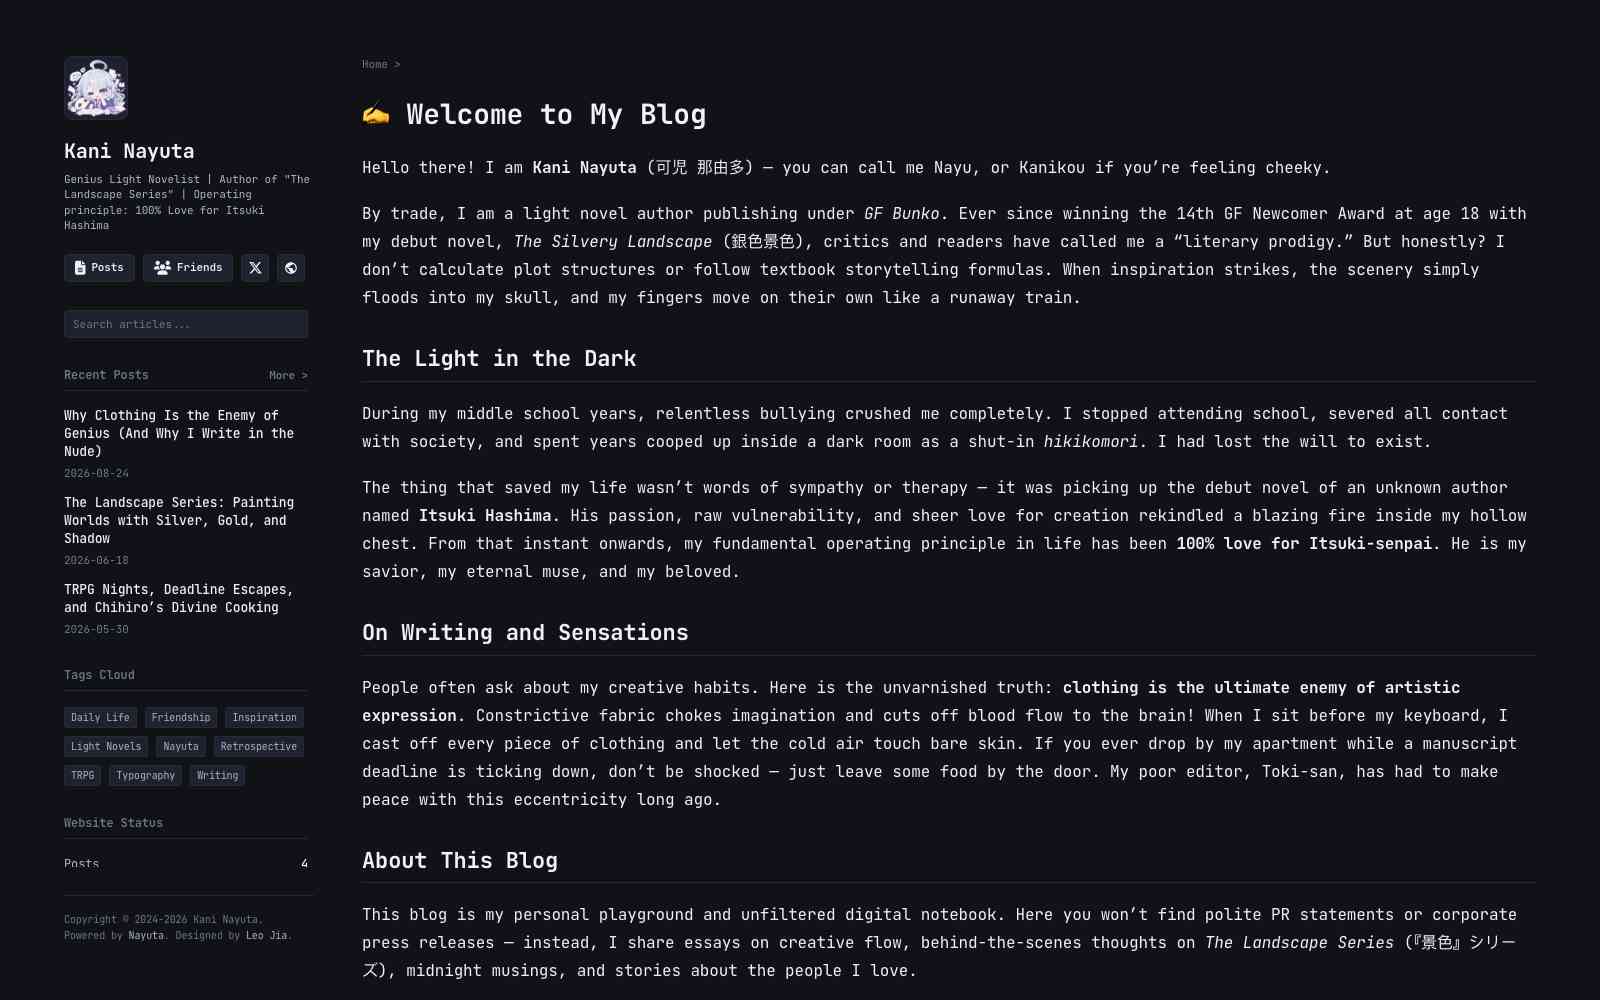 Kani Nayuta
Genius Light Novelist | Author of "The
Landscape Series" | Operating
principle: 100% Love for Itsuki
Hashima
Posts
Friends
Search articles...
Recent Posts
More >
Why Clothing Is the Enemy of
Genius (And Why I Write in the
Nude)
2026-08-24
The Landscape Series: Painting
Worlds with Silver, Gold, and
Shadow
2026-06-18
TRPG Nights, Deadline Escapes,
and Chihiro’s Divine Cooking
2026-05-30
Tags Cloud
Daily Life Friendship Inspiration
Light Novels Nayuta Retrospective
TRPG Typography Writing
Website Status
Posts 4
Copyright © 2024-2026 Kani Nayuta.
Powered by Nayuta. Designed by Leo Jia.
Home >
✍️ Welcome to My Blog
Hello there! I am Kani Nayuta (可児 那由多) — you can call me Nayu, or Kanikou if you’re feeling cheeky.
By trade, I am a light novel author publishing under GF Bunko. Ever since winning the 14th GF Newcomer Award at age 18 with
my debut novel, The Silvery Landscape (銀色景色), critics and readers have called me a “literary prodigy.” But honestly? I
don’t calculate plot structures or follow textbook storytelling formulas. When inspiration strikes, the scenery simply
floods into my skull, and my fingers move on their own like a runaway train.
The Light in the Dark
During my middle school years, relentless bullying crushed me completely. I stopped attending school, severed all contact
with society, and spent years cooped up inside a dark room as a shut-in hikikomori. I had lost the will to exist.
The thing that saved my life wasn’t words of sympathy or therapy — it was picking up the debut novel of an unknown author
named Itsuki Hashima. His passion, raw vulnerability, and sheer love for creation rekindled a blazing fire inside my hollow
chest. From that instant onwards, my fundamental operating principle in life has been 100% love for Itsuki-senpai. He is my
savior, my eternal muse, and my beloved.
On Writing and Sensations
People often ask about my creative habits. Here is the unvarnished truth: clothing is the ultimate enemy of artistic
expression. Constrictive fabric chokes imagination and cuts off blood flow to the brain! When I sit before my keyboard, I
cast off every piece of clothing and let the cold air touch bare skin. If you ever drop by my apartment while a manuscript
deadline is ticking down, don’t be shocked — just leave some food by the door. My poor editor, Toki-san, has had to make
peace with this eccentricity long ago.
About This Blog
This blog is my personal playground and unfiltered digital notebook. Here you won’t find polite PR statements or corporate
press releases — instead, I share essays on creative flow, behind-the-scenes thoughts on The Landscape Series (『景色』シリー
ズ), midnight musings, and stories about the people I love.